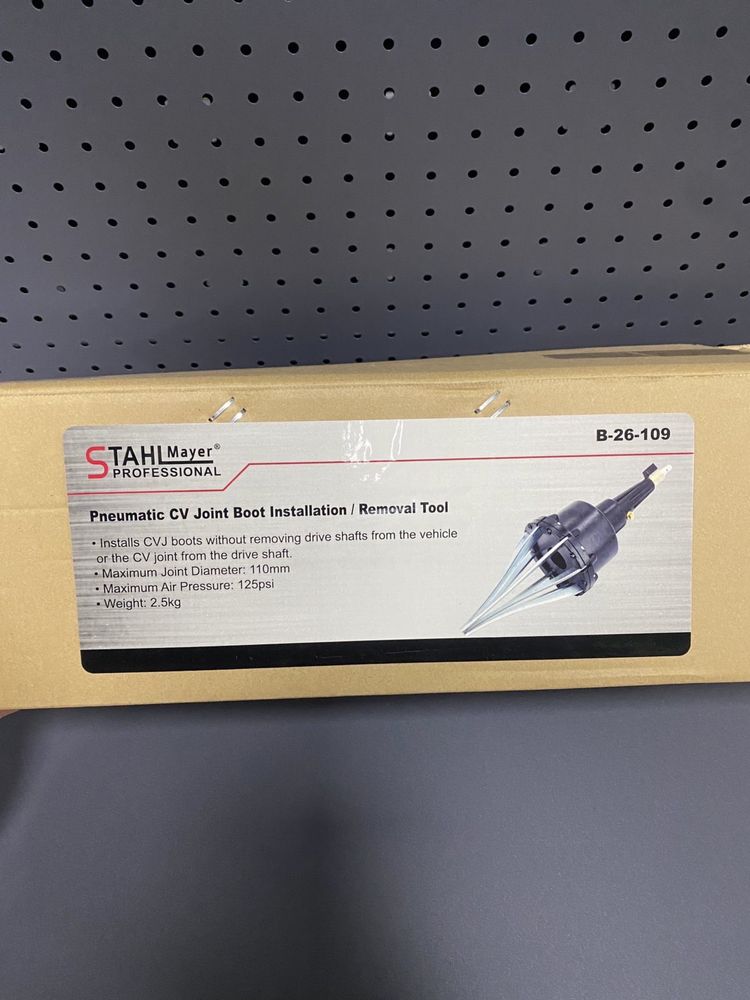 STAHLMayer®
PROFESSIONAL
B-26-109
Pneumatic CV Joint Boot Installation / Removal Tool
• Installs CVJ boots without removing drive shafts from the vehicle
or the CV joint from the drive shaft.
• Maximum Joint Diameter: 110mm
• Maximum Air Pressure: 125psi
• Weight: 2.5kg